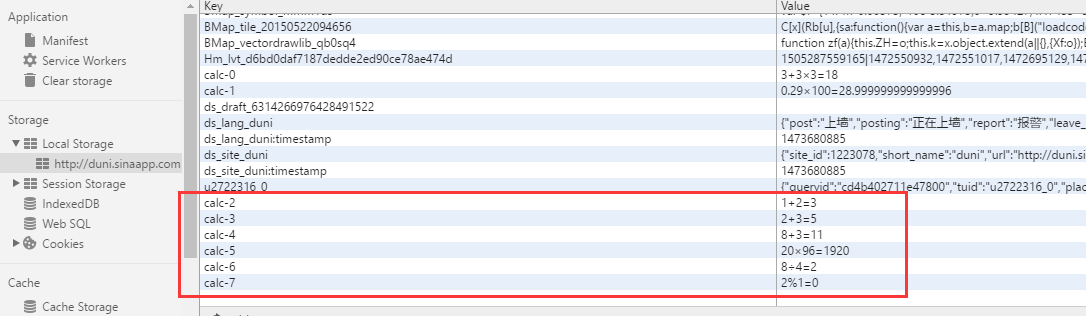 Application
Manifest
Service Workers
Clear storage
Storage
Local Storage
http://duni.sinaapp.com
Session Storage
IndexedDB
Web SQL
Cookies
Cache
Cache Storage
Key Value
BMap_tile_20150522094656 C[x](Rb[u],{sa:function(){var a=this,b=a.map;b[B]("loadcode
BMap_vectordrawlib_qb0sq4 function zf(a){this.ZH=o;this.k=x.object.extend(a||{},{Xf:o});
Hm_lvt_d6bd0daf7187dedde2ed90ce78ae474d 1505287559165|1472550932,1472551017,1472695129,147
calc-0 3+3×3=18
calc-1 0.29×100=28.999999999999996
ds_draft_6314266976428491522
ds_lang_duni {"post":"上墙","posting":"正在上墙","report":"报警","leave_
ds_lang_duni:timestamp 1473680885
ds_site_duni {"site_id":1223078,"short_name":"duni","url":"http://duni.si
ds_site_duni:timestamp 1473680885
u2722316_0 {"queryid":"cd4b402711e47800","tuid":"u2722316_0","plac
calc-2 1+2=3
calc-3 2+3=5
calc-4 8+3=11
calc-5 20×96=1920
calc-6 8÷4=2
calc-7 2%1=0